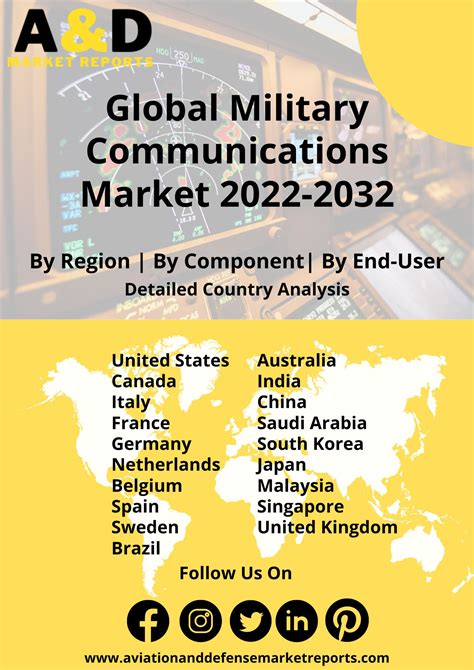 A&D
MARKET REPORTS
Global Military
Communications
Market 2022-2032
By Region | By Component| By End-User
Detailed Country Analysis
United States
Canada
Italy
France
Germany
Netherlands
Belgium
Spain
Sweden
Brazil
Australia
India
China
Saudi Arabia
South Korea
Japan
Malaysia
Singapore
United Kingdom
Follow Us On
www.aviationanddefensemarketreports.com